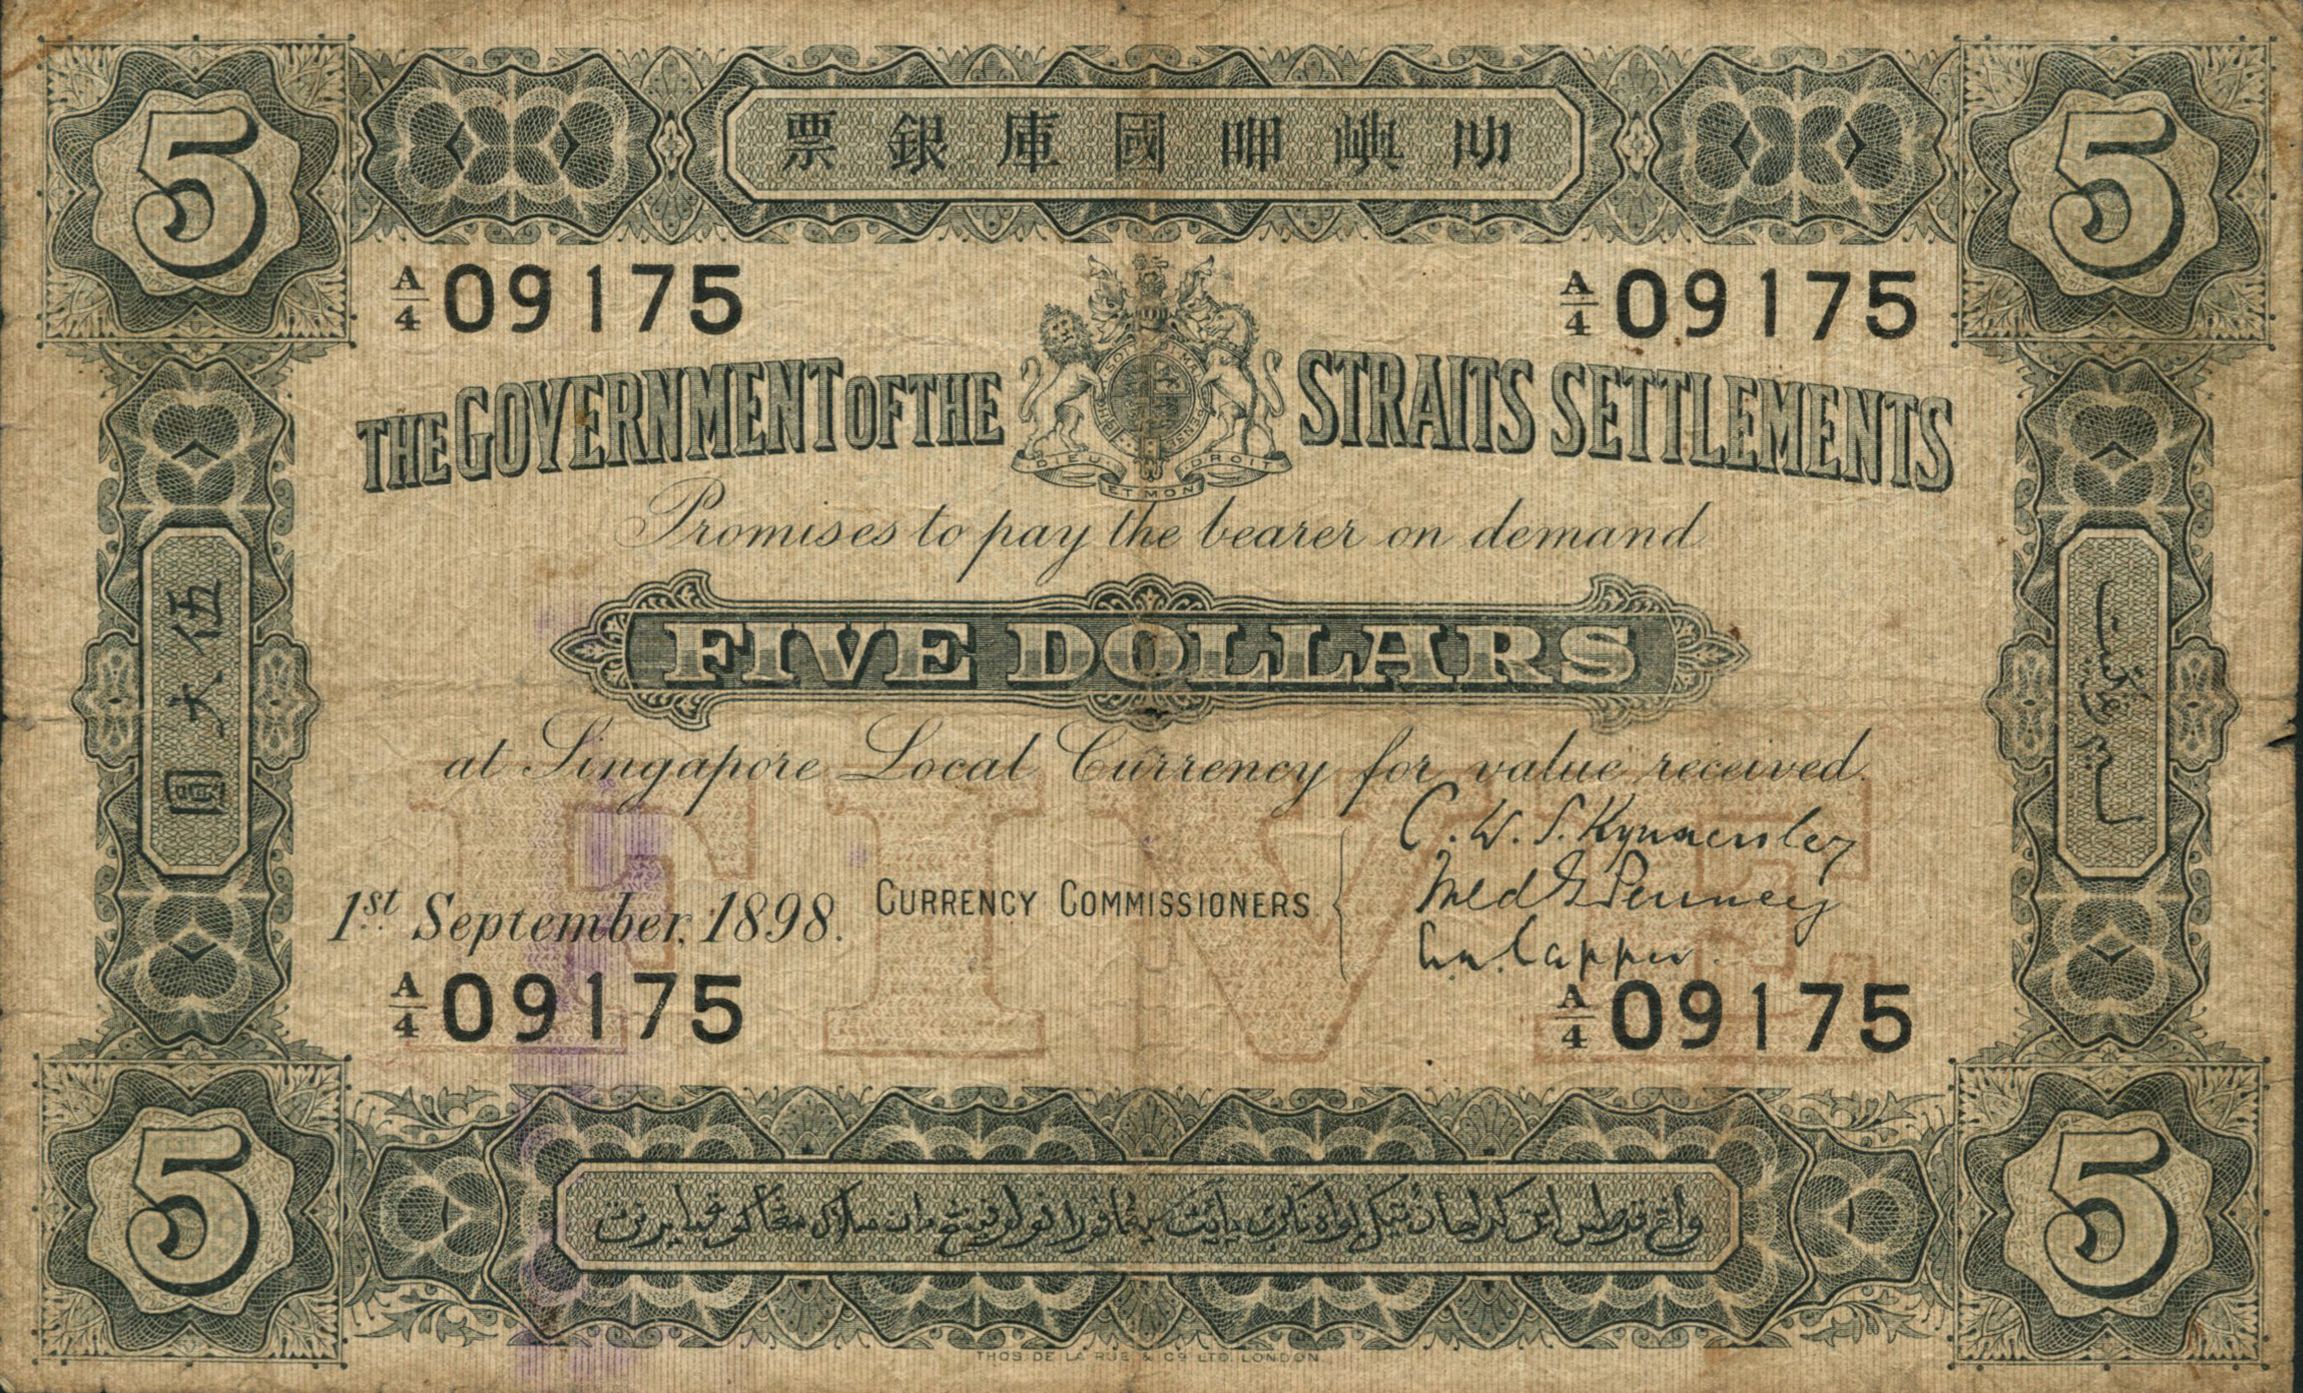 5
叻嶼呷國庫銀票
5
A/4 09175
A/4 09175
THE GOVERNMENT OF THE STRAITS SETTLEMENTS
DIEU ET MON DROIT
Promises to pay the bearer on demand
FIVE DOLLARS
伍大圓
at Singapore Local Currency for value received.
FIVE
C. W. S. Kynnersley
1st September, 1898. CURRENCY COMMISSIONERS
A/4 09175
A/4 09175
5
5
THOS DE LA RUE & CO LTD. LONDON